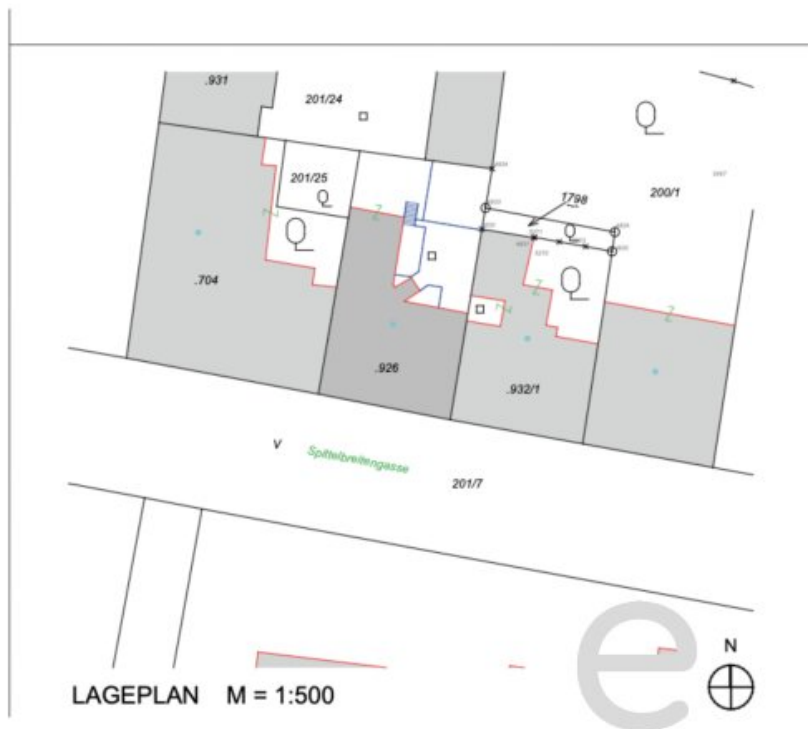 .931
201/24
201/25
1798
200/1
.704
.926
.932/1
V
Spittelbreitengasse
201/7
e
N
LAGEPLAN M = 1:500